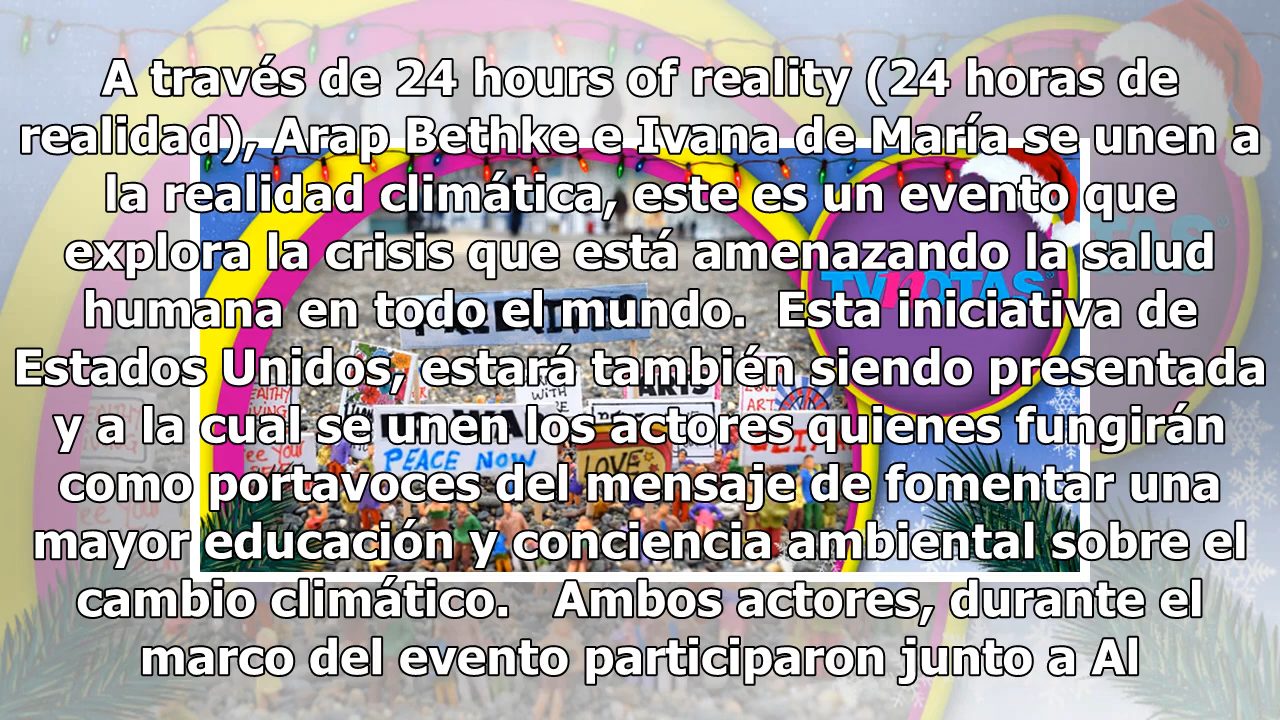 A través de 24 hours of reality (24 horas de
realidad), Arap Bethke e Ivana de María se unen a
la realidad climática, este es un evento que
explora la crisis que está amenazando la salud
humana en todo el mundo.  Esta iniciativa de
Estados Unidos, estará también siendo presentada
y a la cual se unen los actores quienes fungirán
como portavoces del mensaje de fomentar una
mayor educación y conciencia ambiental sobre el
cambio climático.   Ambos actores, durante el
marco del evento participaron junto a Al
TVNOTAS
WITH
ARTS
PEACE NOW
LOVE